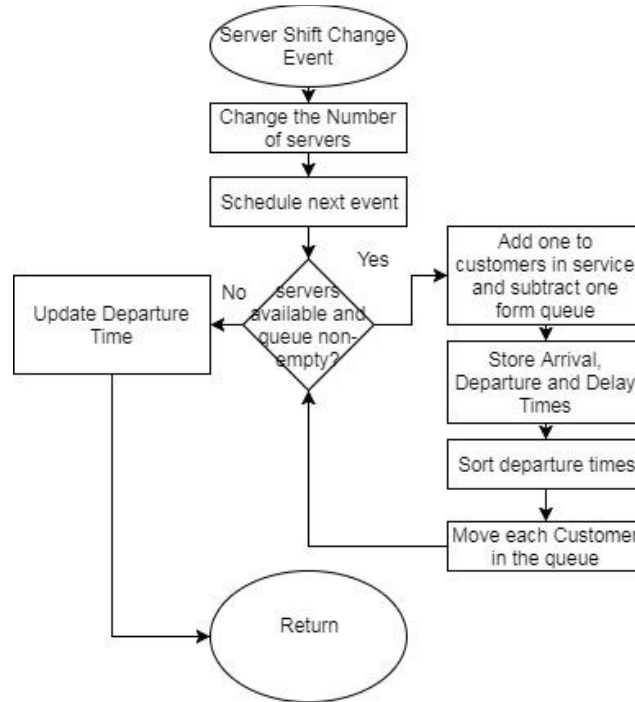 Server Shift Change
Event
Change the Number
of servers
Schedule next event
Yes
No
servers
available and
queue non-
empty?
Update Departure
Time
Add one to
customers in service
and subtract one
form queue
Store Arrival,
Departure and Delay
Times
Sort departure times
Move each Customer
in the queue
Return